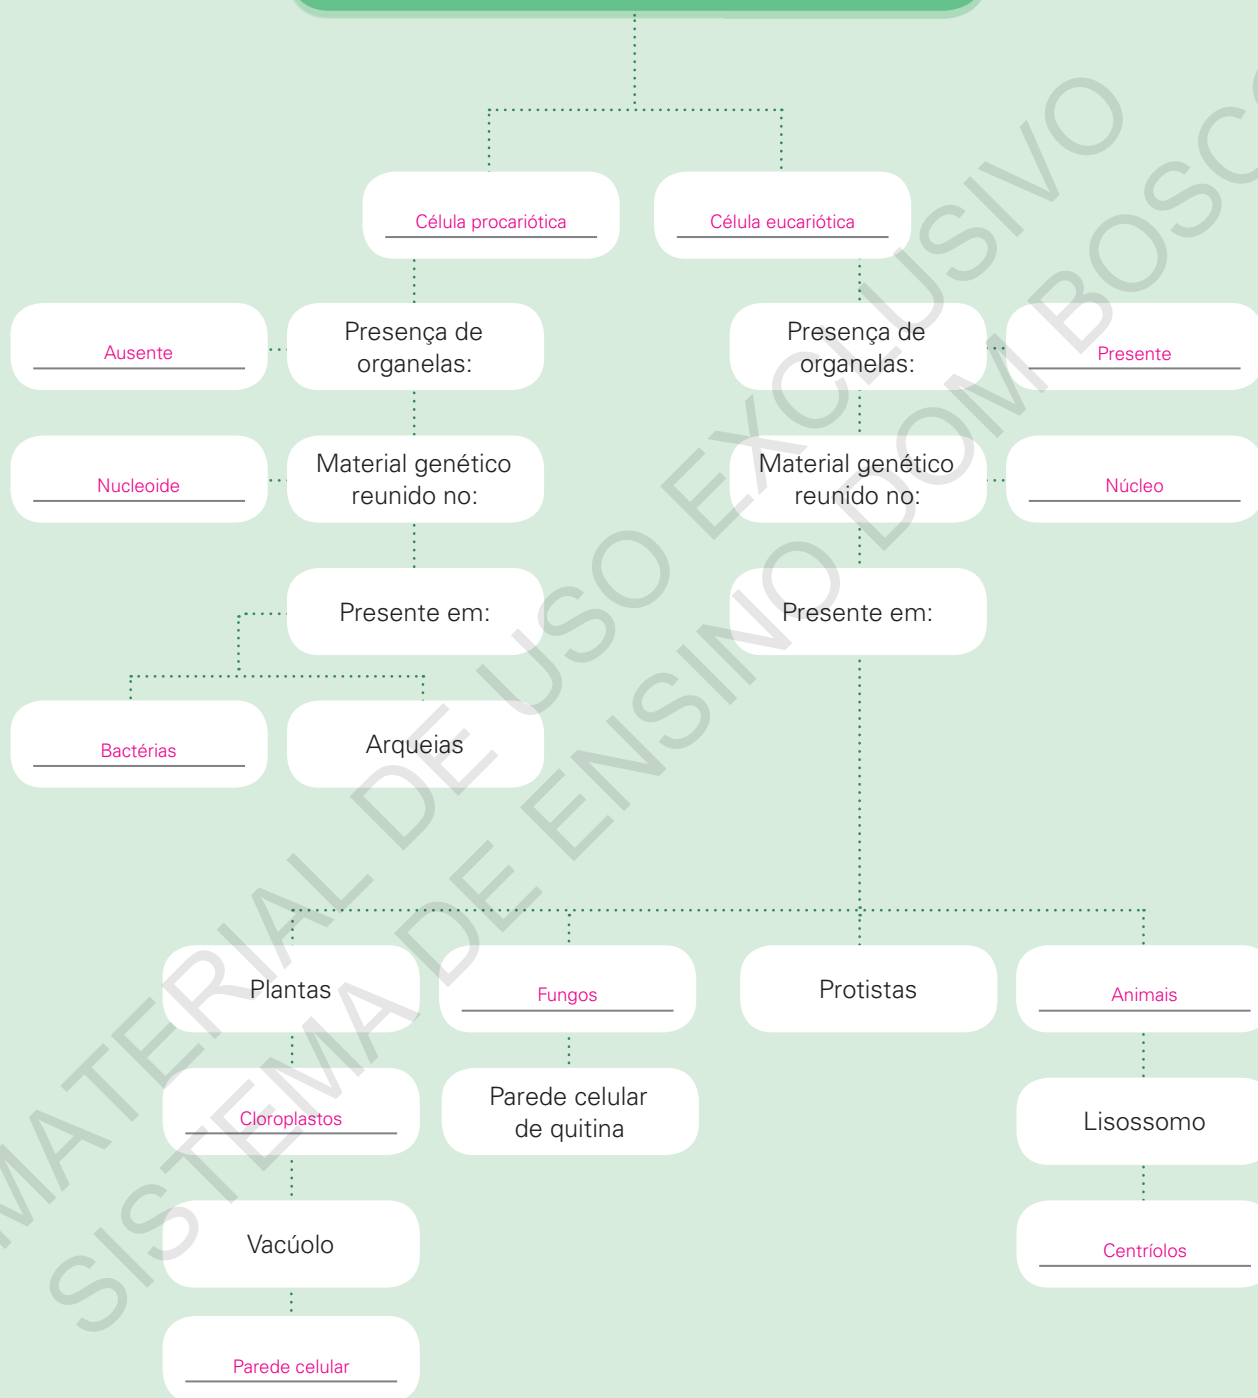 Célula procariótica
Célula eucariótica
Ausente
Presença de
organelas:
Presença de
organelas:
Presente
Nucleoide
Material genético
reunido no:
Material genético
reunido no:
Núcleo
Presente em:
Presente em:
Bactérias
Arqueias
Plantas
Fungos
Protistas
Animais
Cloroplastos
Parede celular
de quitina
Lisossomo
Vacúolo
Centríolos
Parede celular
MATERIAL DE USO EXCLUSIVO
SISTEMA DE ENSINO DOM BOSCO